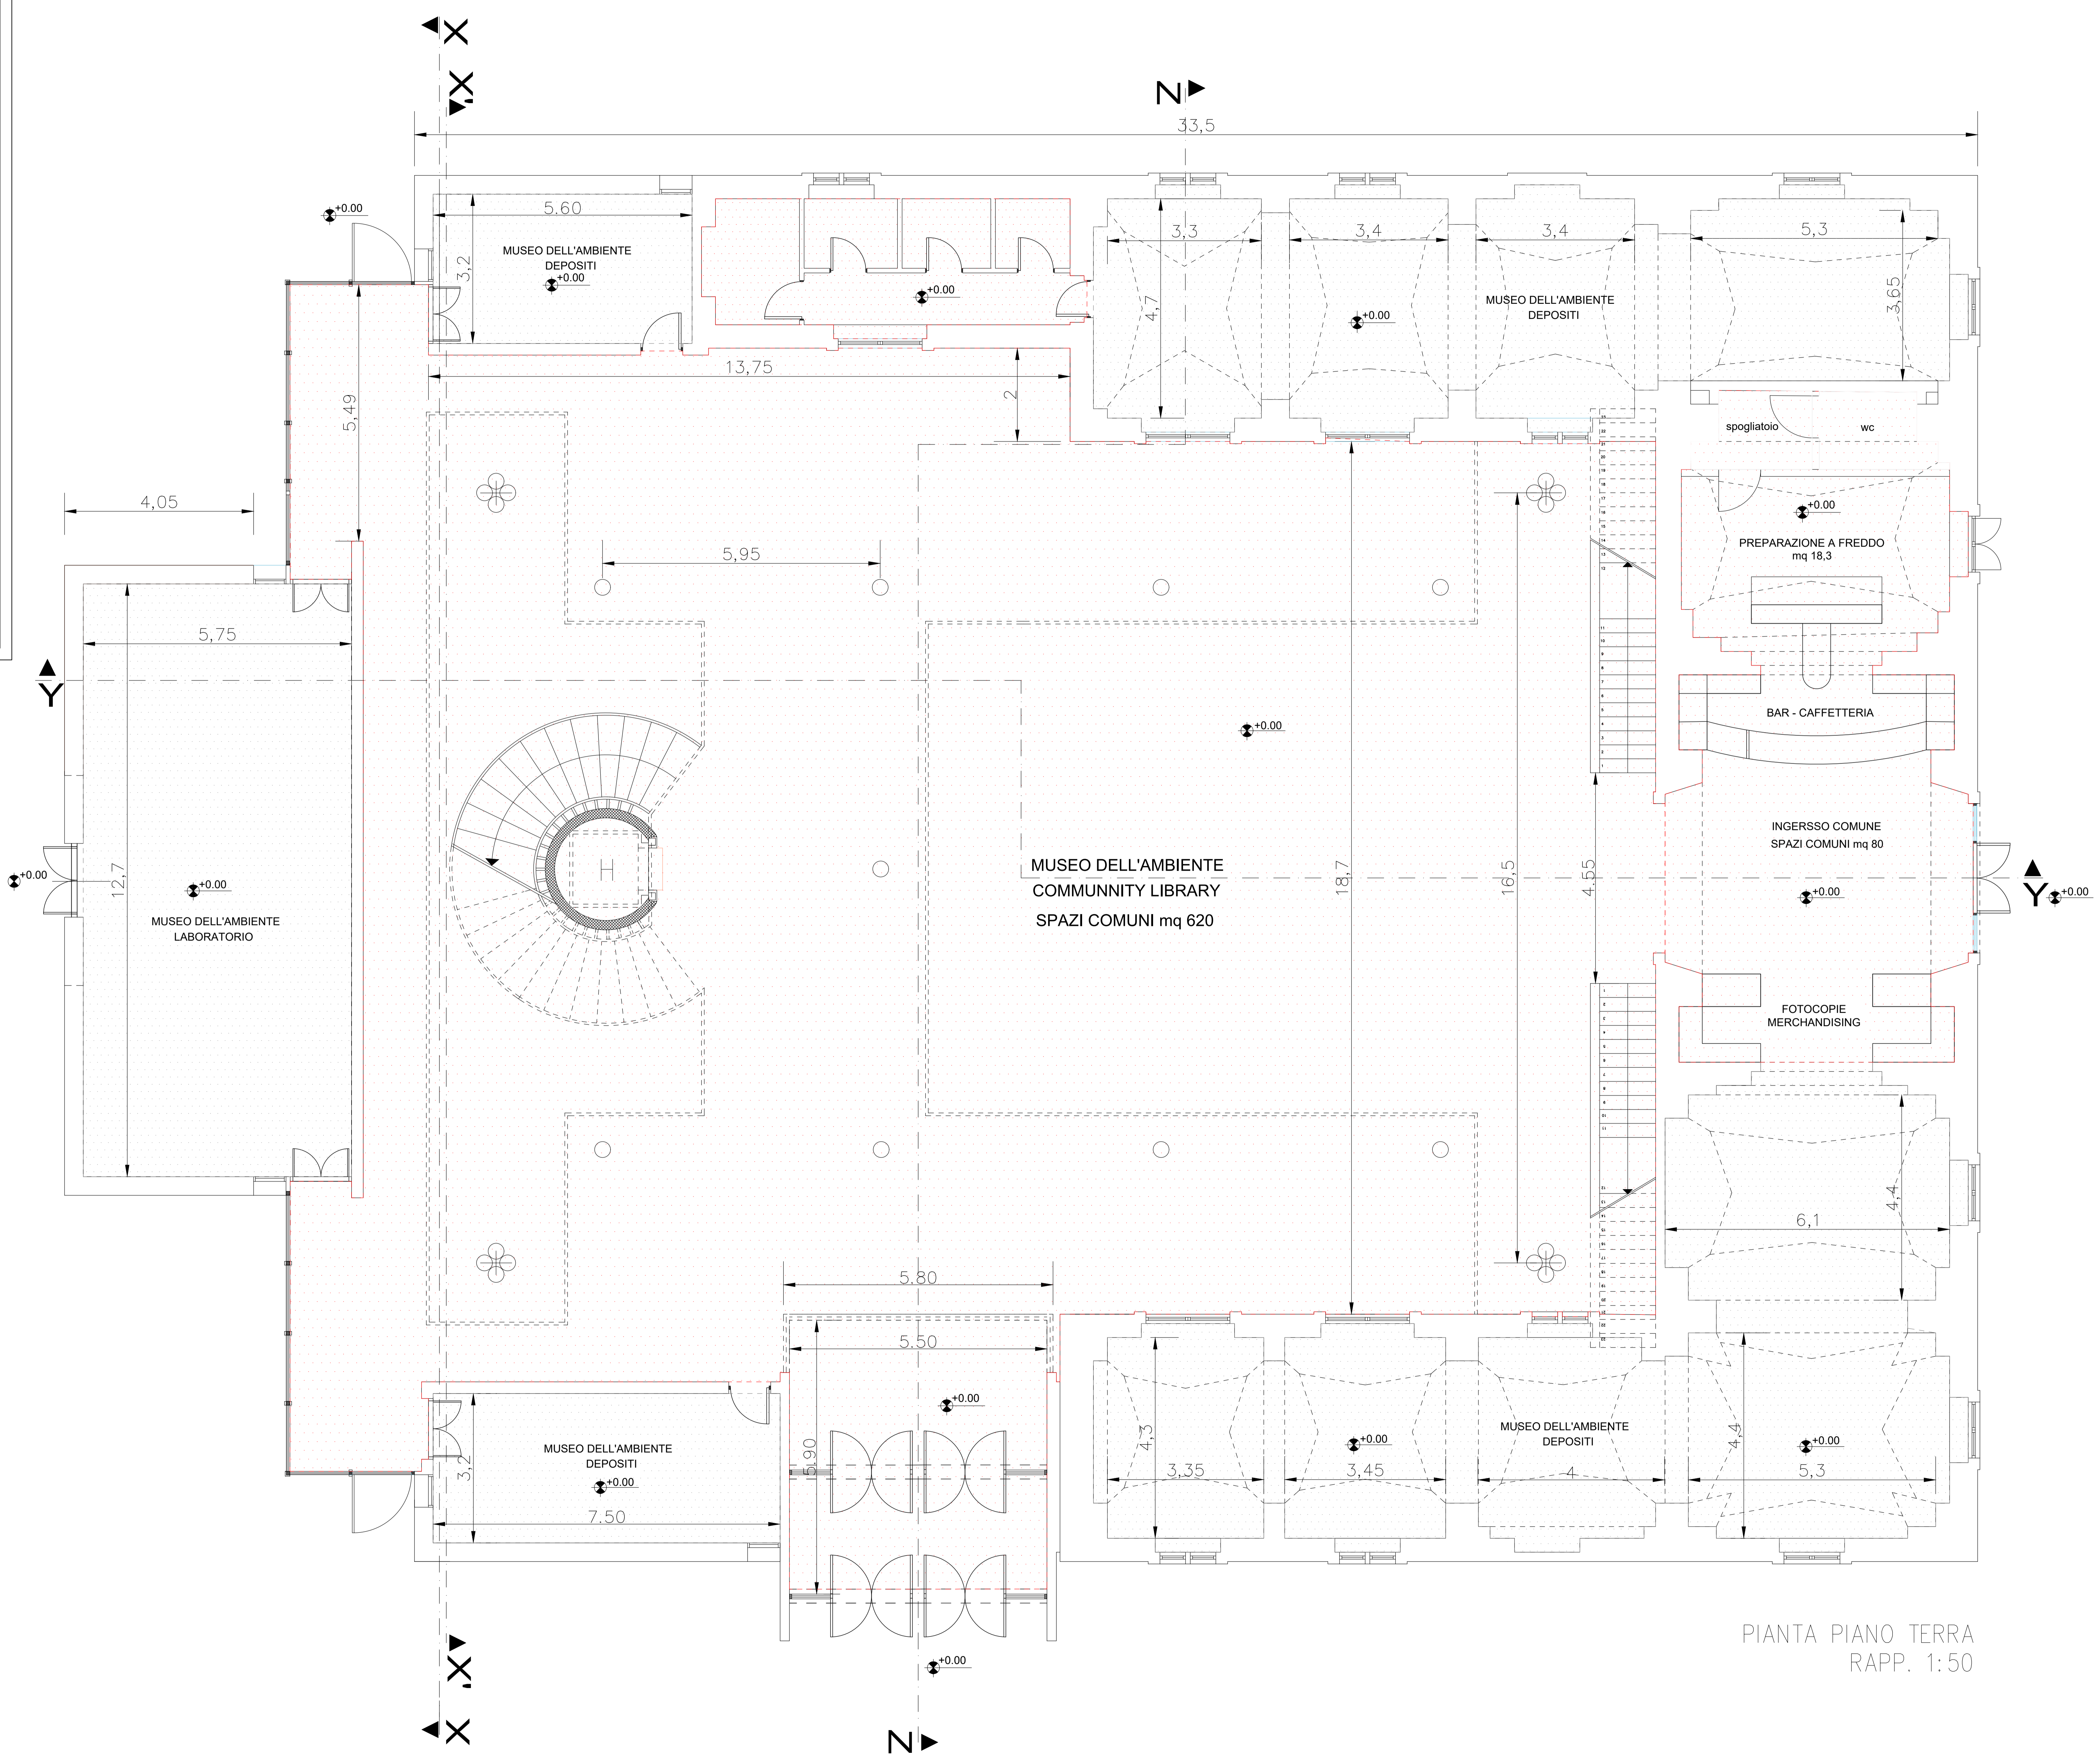 X
X'
Z
33,5
+0.00
5.60
MUSEO DELL'AMBIENTE
DEPOSITI
+0.00
3,2
+0.00
3,3
4,7
3,4
+0.00
3,4
MUSEO DELL'AMBIENTE
DEPOSITI
5,3
3,65
13,75
2
5,49
spogliatoio
wc
4,05
5,95
+0.00
PREPARAZIONE A FREDDO
mq 18,3
5,75
Y
+0.00
BAR - CAFFETTERIA
INGERSSO COMUNE
SPAZI COMUNI mq 80
+0.00
12,7
+0.00
+0.00
MUSEO DELL'AMBIENTE
LABORATORIO
H
MUSEO DELL'AMBIENTE
COMMUNNITY LIBRARY
SPAZI COMUNI mq 620
18,7
16,5
4.55
Y
+0.00
FOTOCOPIE
MERCHANDISING
4,4
6,1
5.80
5.50
5.90
+0.00
MUSEO DELL'AMBIENTE
DEPOSITI
+0.00
3,2
7.50
4,3
3,35
+0.00
3,45
MUSEO DELL'AMBIENTE
DEPOSITI
4
4,4
+0.00
5,3
+0.00
X'
X
Z
PIANTA PIANO TERRA
RAPP. 1:50